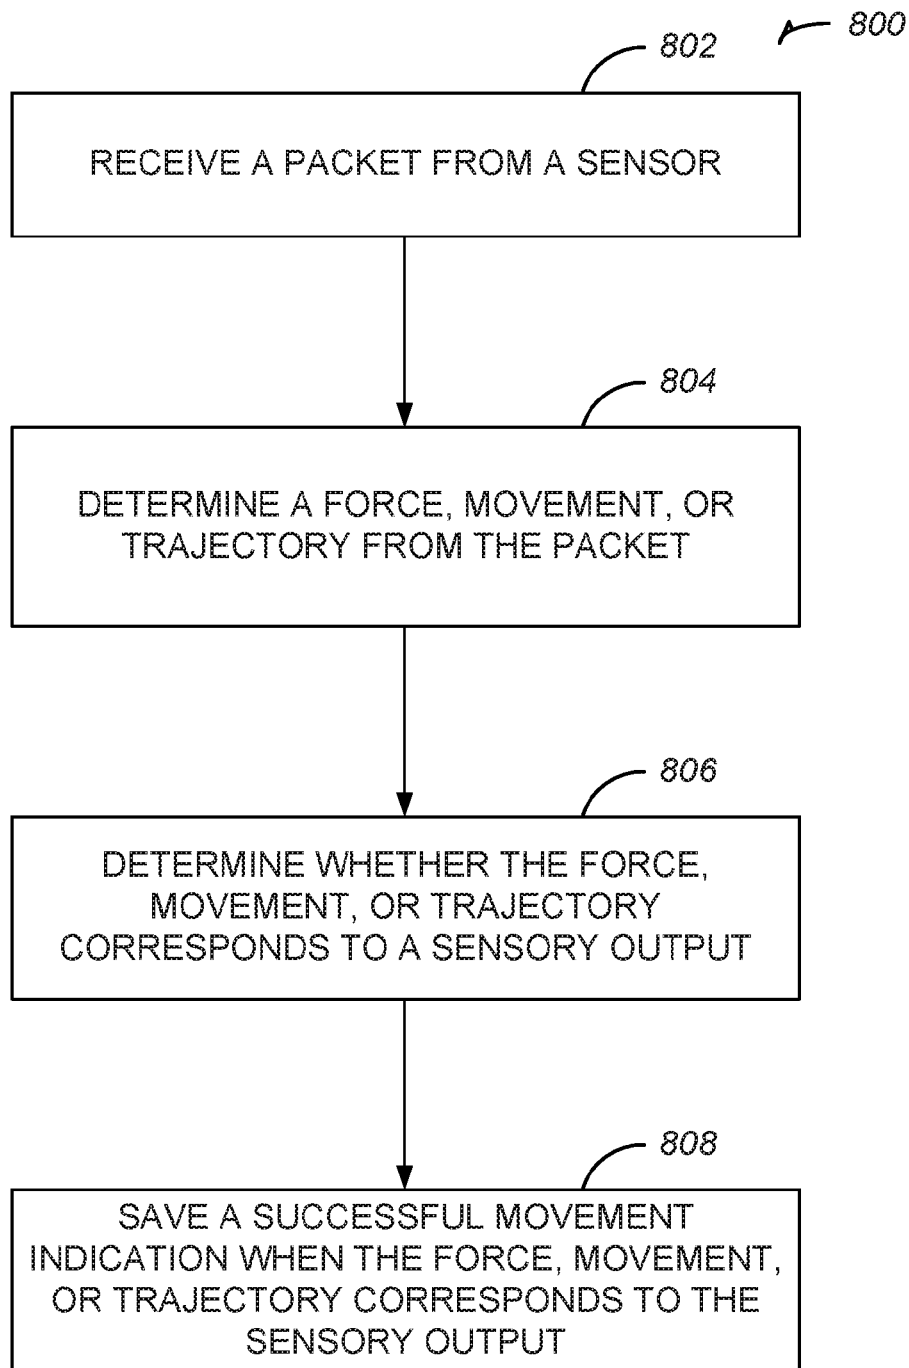 800
802
RECEIVE A PACKET FROM A SENSOR
804
DETERMINE A FORCE, MOVEMENT, OR
TRAJECTORY FROM THE PACKET
806
DETERMINE WHETHER THE FORCE,
MOVEMENT, OR TRAJECTORY
CORRESPONDS TO A SENSORY OUTPUT
808
SAVE A SUCCESSFUL MOVEMENT
INDICATION WHEN THE FORCE, MOVEMENT,
OR TRAJECTORY CORRESPONDS TO THE
SENSORY OUTPUT